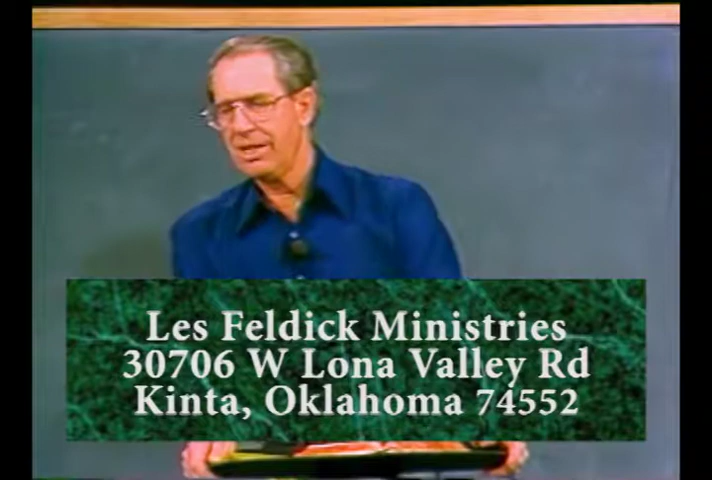 Les Feldick Ministries
30706 W Lona Valley Rd
Kinta, Oklahoma 74552